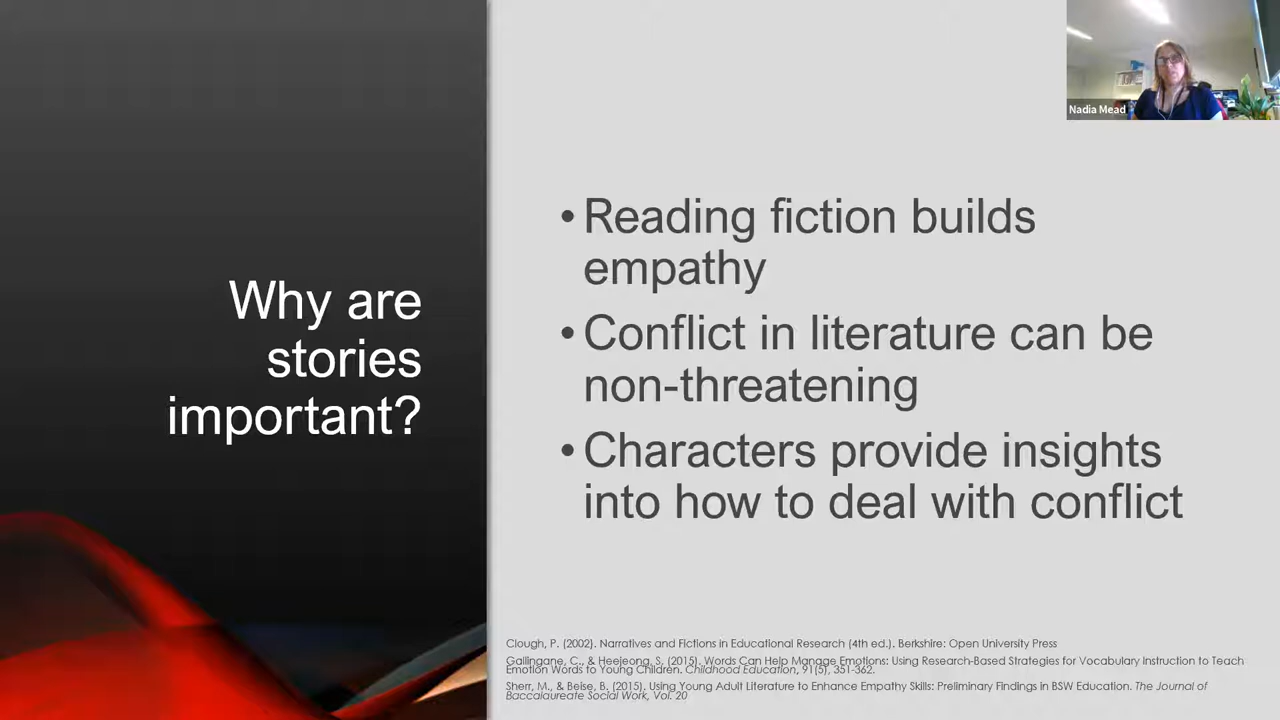 Nadia Mead
Why are
stories
important?
• Reading fiction builds
empathy
• Conflict in literature can be
non-threatening
• Characters provide insights
into how to deal with conflict
Clough, P. (2002). Narratives and Fictions in Educational Research (4th ed.). Berkshire: Open University Press
Gallingane, C., & Heejeong, S. (2015). Words Can Help Manage Emotions: Using Research-Based Strategies for Vocabulary Instruction to Teach
Emotion Words to Young Children. Childhood Education, 91(5), 351-362.
Sherr, M., & Beise, B. (2015). Using Young Adult Literature to Enhance Empathy Skills: Preliminary Findings in BSW Education. The Journal of
Baccalaureate Social Work, Vol. 20